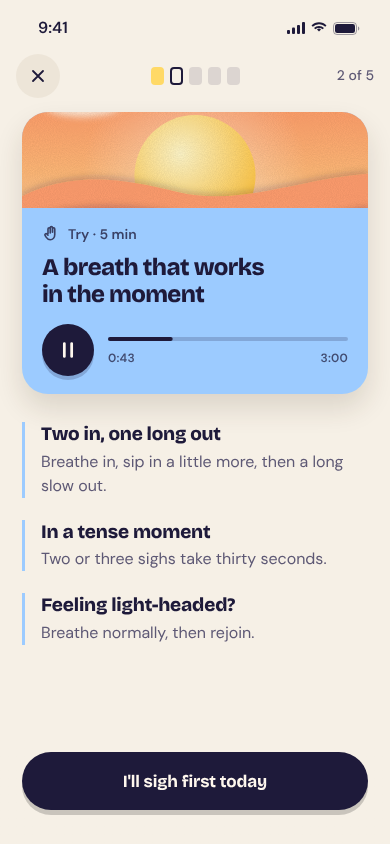 9:41
2 of 5
Try · 5 min
A breath that works
in the moment
0:43
3:00
Two in, one long out
Breathe in, sip in a little more, then a long
slow out.
In a tense moment
Two or three sighs take thirty seconds.
Feeling light-headed?
Breathe normally, then rejoin.
I'll sigh first today